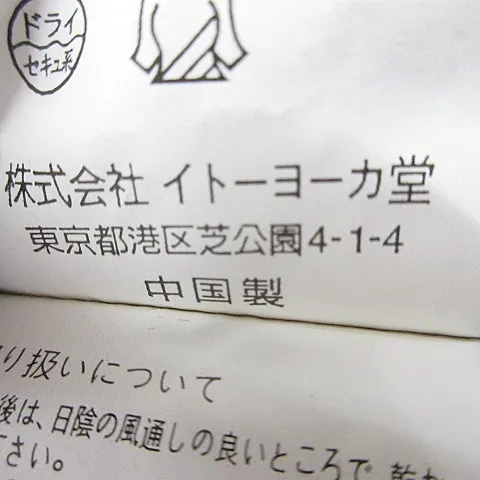 ドライ
セキユ系
株式会社 イトーヨーカ堂
東京都港区芝公園4-1-4
中国製
り扱いについて
後は、日陰の風通しの良いところで
さい。